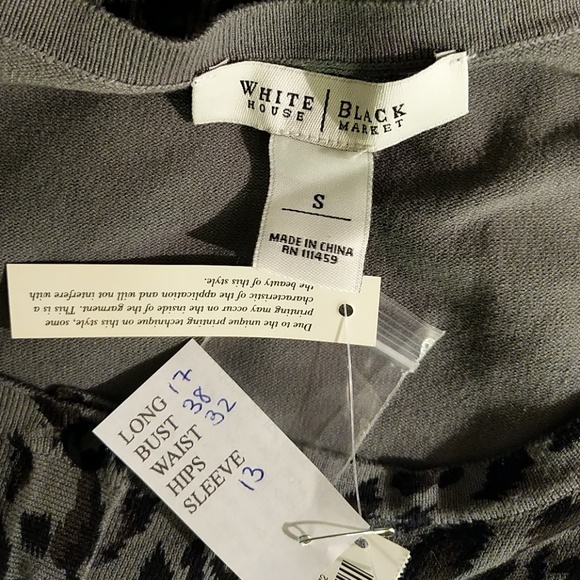 WHITE HOUSE | BLACK MARKET
S
MADE IN CHINA
RN 111459
Due to the unique printing technique on this style, some
printing may occur on the inside of the garment. This is a
characteristic of the application and will not interfere with
the beauty of this style.
LONG 17
BUST 38
WAIST 32
HIPS
SLEEVE 13